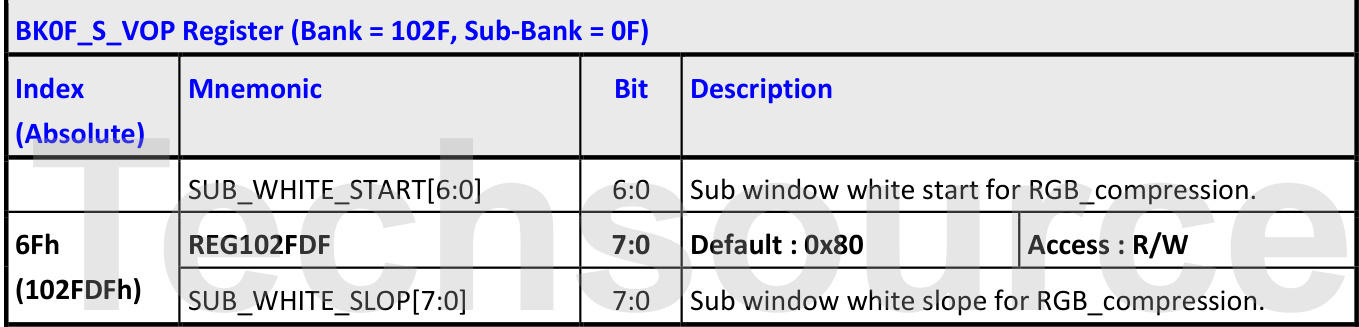 BK0F_S_VOP Register (Bank = 102F, Sub-Bank = 0F)
Index (Absolute) Mnemonic Bit Description
SUB_WHITE_START[6:0] 6:0 Sub window white start for RGB_compression.
6Fh (102FDFh) REG102FDF 7:0 Default : 0x80 Access : R/W
SUB_WHITE_SLOP[7:0] 7:0 Sub window white slope for RGB_compression.
Techsource